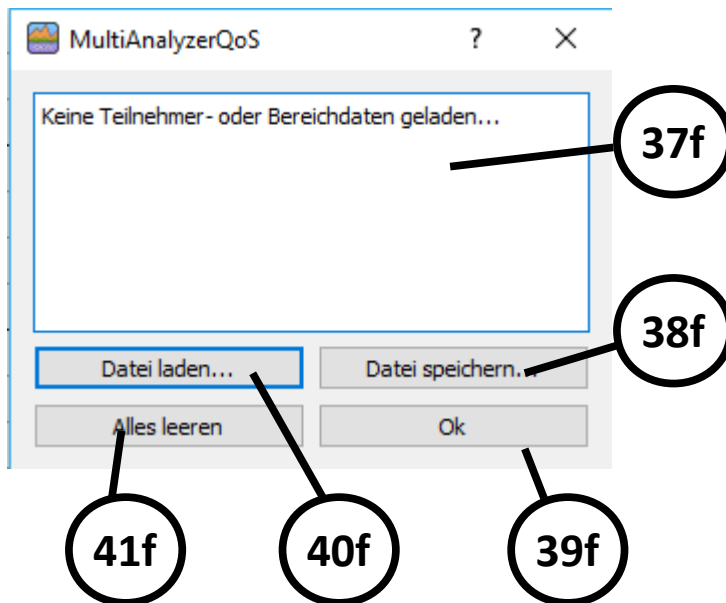 MultiAnalyzerQoS
?
Keine Teilnehmer- oder Bereichdaten geladen...
37f
38f
Datei laden...
Datei speichern...
Alles leeren
Ok
41f
40f
39f